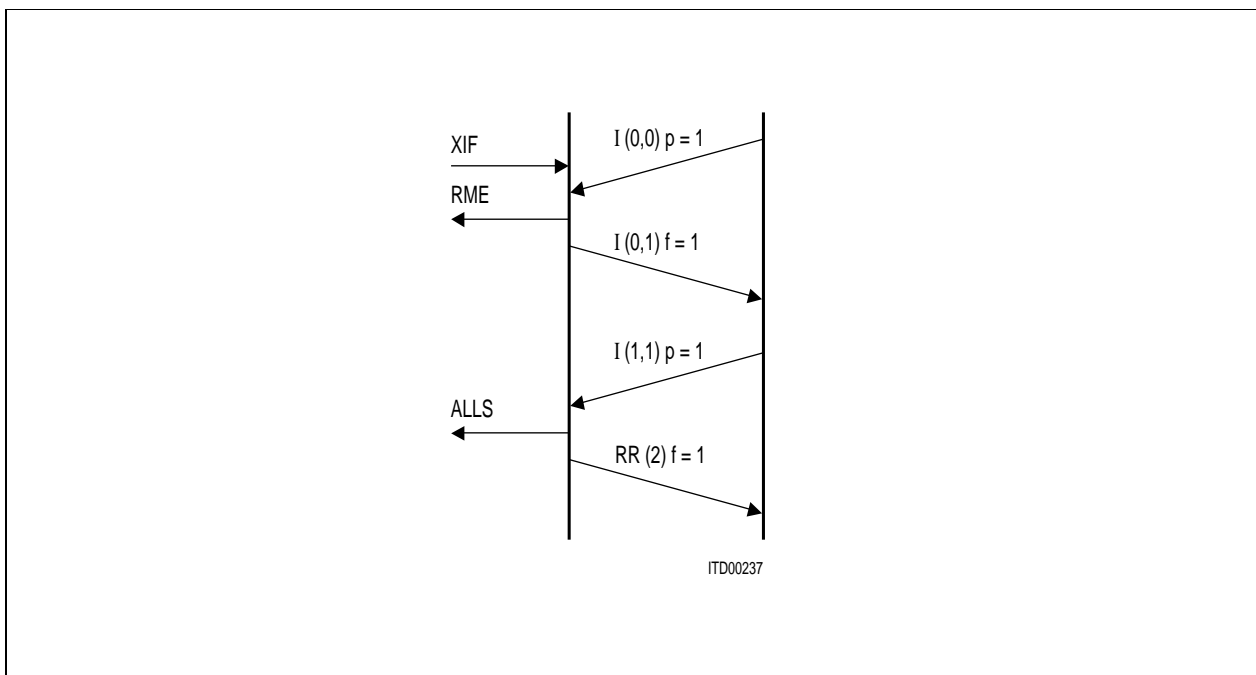 I (0,0) p = 1
XIF
RME
I (0,1) f = 1
I (1,1) p = 1
ALLS
RR (2) f = 1
ITD00237